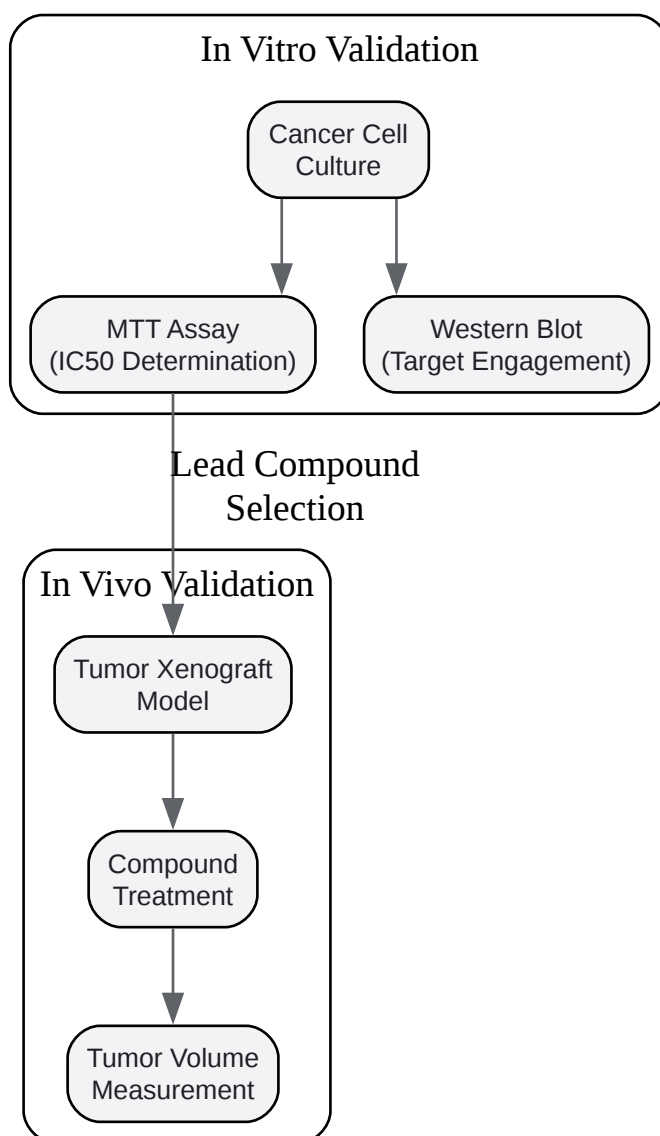 In Vitro Validation
Cancer Cell
Culture
MTT Assay
(IC50 Determination)
Western Blot
(Target Engagement)
Lead Compound
Selection
In Vivo Validation
Tumor Xenograft
Model
Compound
Treatment
Tumor Volume
Measurement